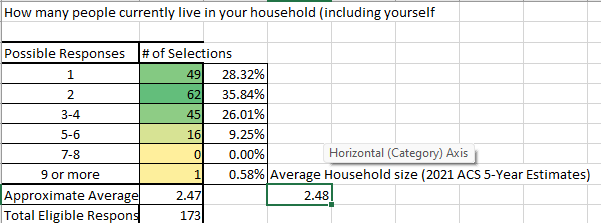 How many people currently live in your household (including yourself
Possible Responses # of Selections
1 49 28.32%
2 62 35.84%
3-4 45 26.01%
5-6 16 9.25%
7-8 0 0.00% Horizontal (Category) Axis
9 or more 1 0.58% Average Household size (2021 ACS 5-Year Estimates)
Approximate Average 2.47 2.48
Total Eligible Respons 173